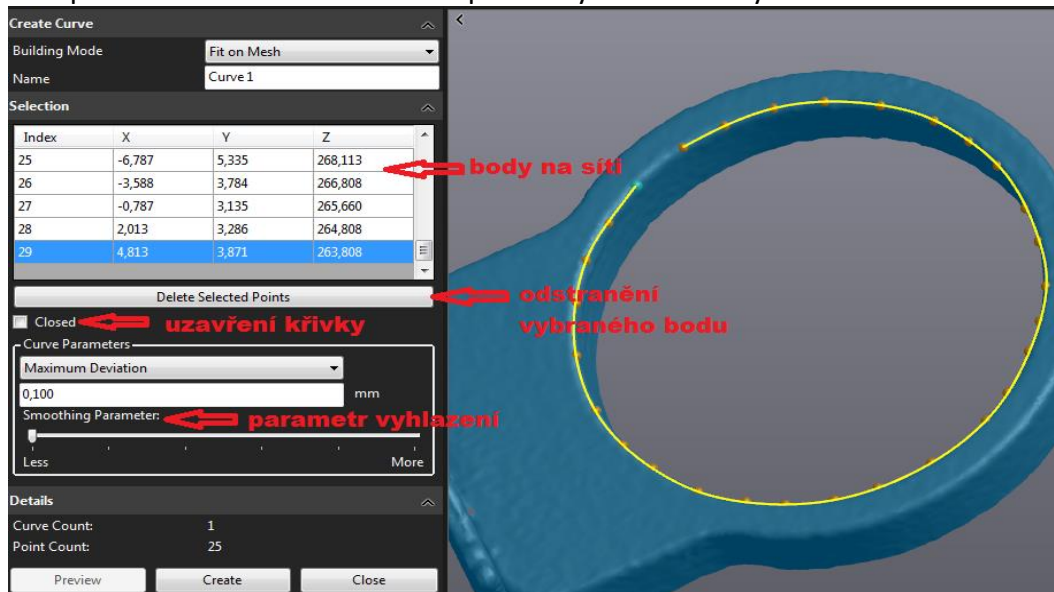 Create Curve
Building Mode Fit on Mesh
Name Curve 1
Selection
Index X Y Z
25 -6,787 5,335 268,113
26 -3,588 3,784 266,808
27 -0,787 3,135 265,660
28 2,013 3,286 264,808
29 4,813 3,871 263,808
body na síti
Delete Selected Points
odstranění
vybraného bodu
Closed
uzavření křivky
Curve Parameters
Maximum Deviation
0,100 mm
Smoothing Parameter:
parametr vyhlazení
Less More
Details
Curve Count: 1
Point Count: 25
Preview Create Close